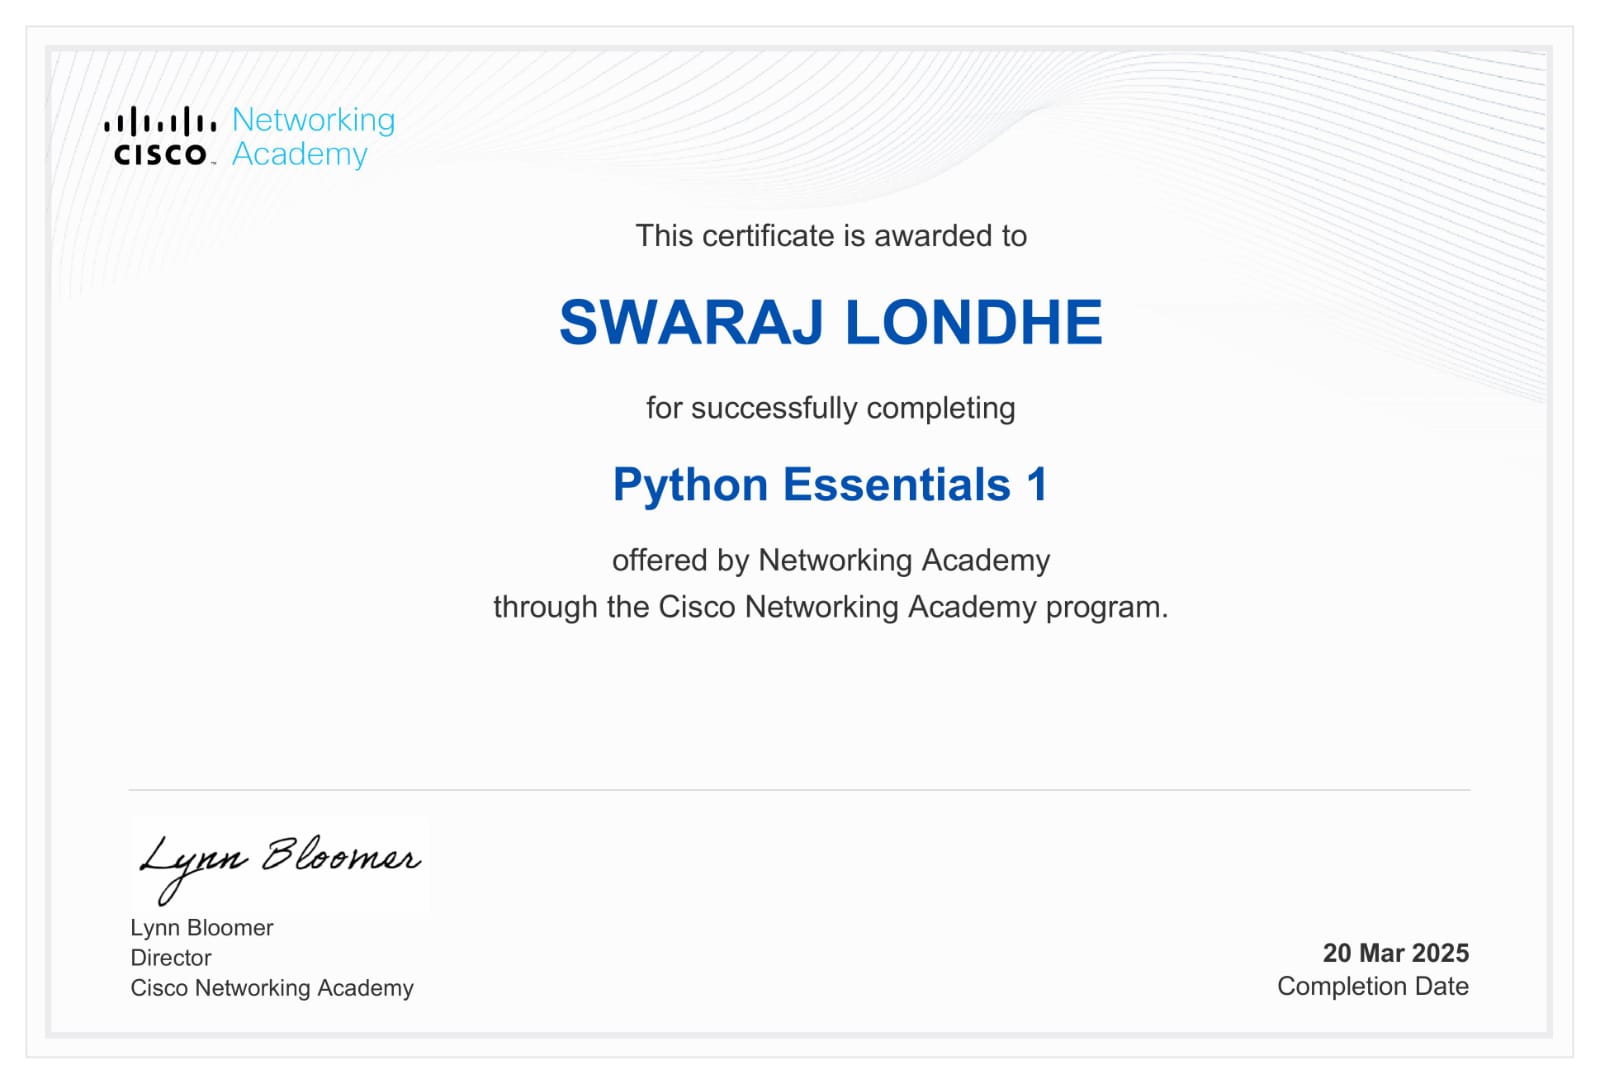 CISCO™ Networking
Academy
This certificate is awarded to
SWARAJ LONDHE
for successfully completing
Python Essentials 1
offered by Networking Academy
through the Cisco Networking Academy program.
Lynn Bloomer
Lynn Bloomer
Director
Cisco Networking Academy
20 Mar 2025
Completion Date